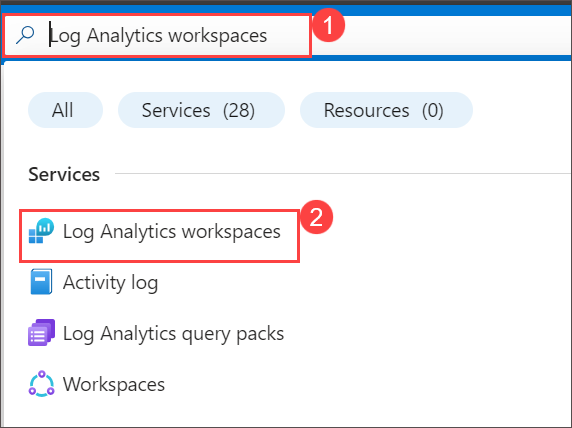 Log Analytics workspaces
1
All
Services (28)
Resources (0)
Services
Log Analytics workspaces
2
Activity log
Log Analytics query packs
Workspaces